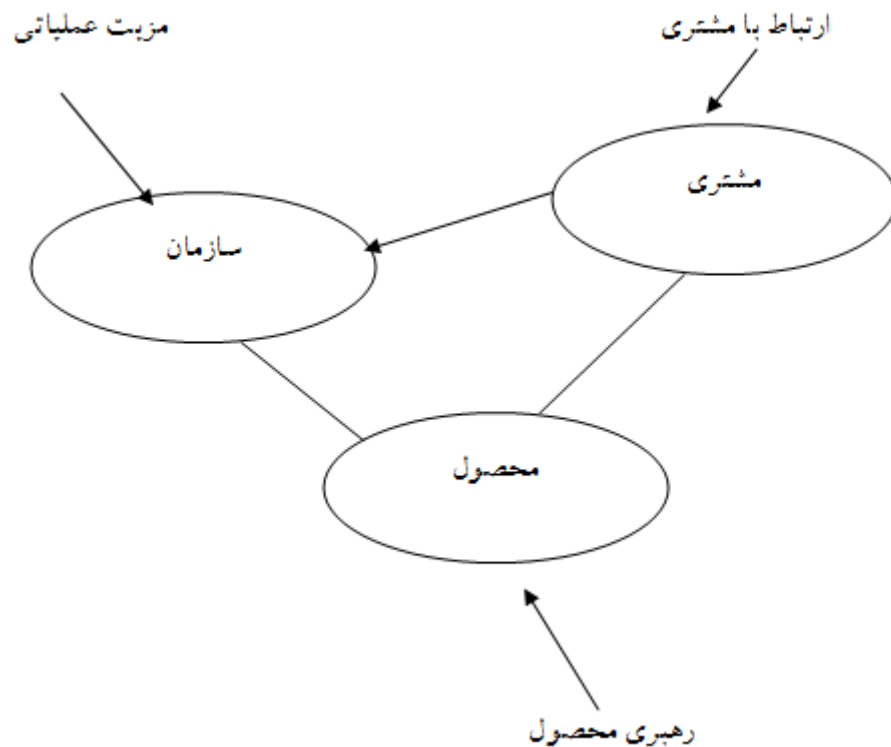 ارتباط با مشتری
مزیت عملیاتی
مشتری
سازمان
محصول
رهبری محصول